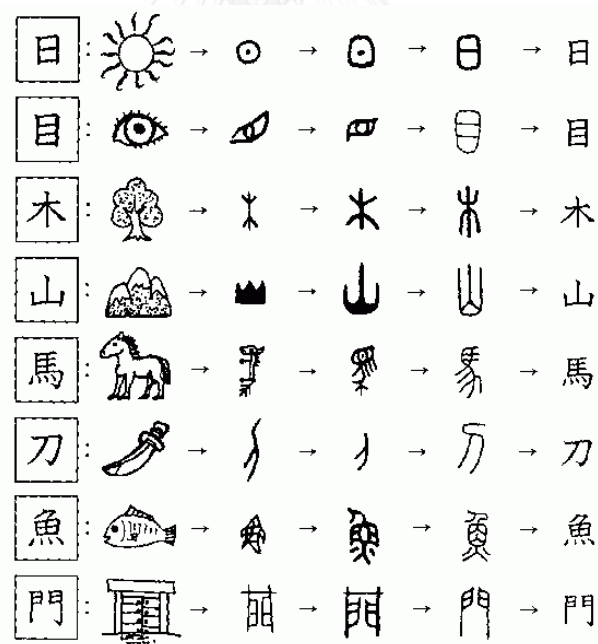 日 : → → → → 日
目 : → → → → 目
木 : → → → → 木
山 : → → → → 山
馬 : → → → → 馬
刀 : → → → → 刀
魚 : → → → → 魚
門 : → → → → 門